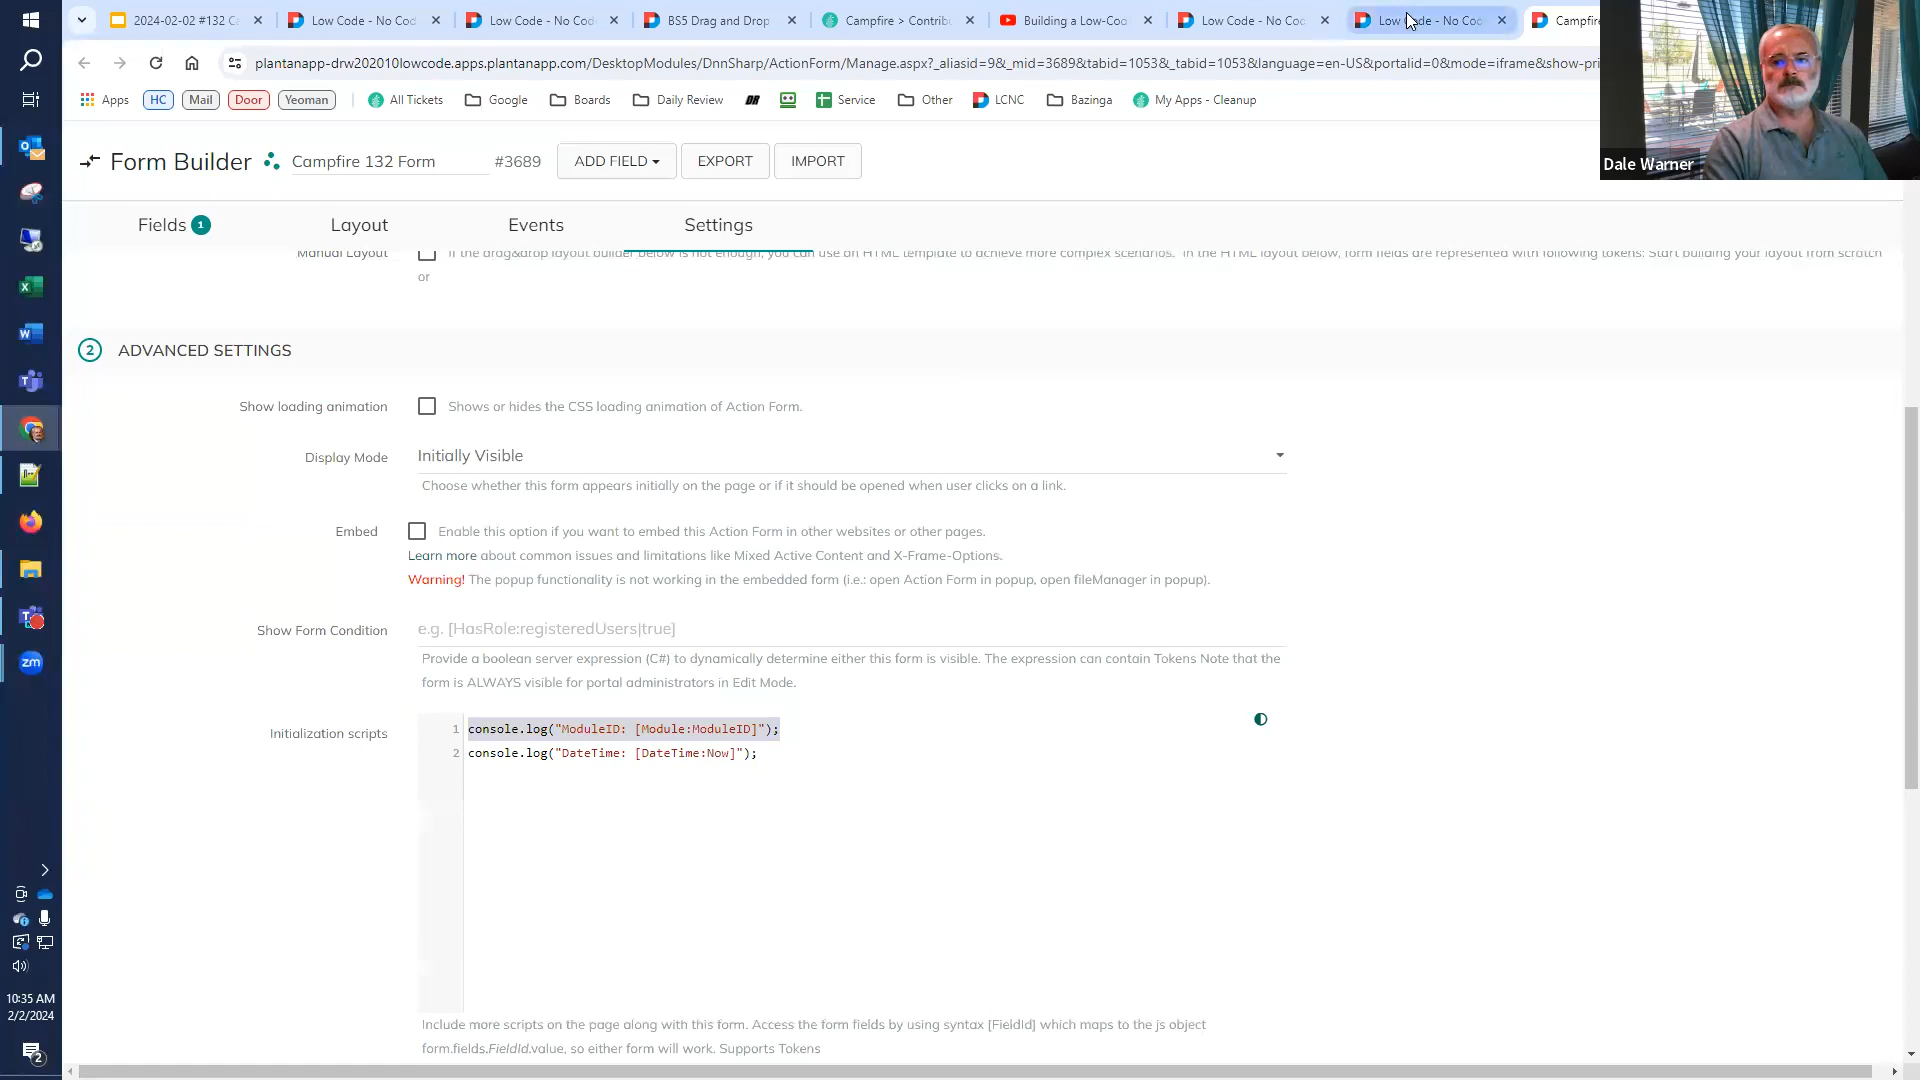 2024-02-02 #132 C
Low Code - No Cod
Low Code - No Cod
BS5 Drag and Drop
Campfire > Contribu
Building a Low-Coo
Low Code - No Coc
Low Code - No Coc
Campfire
plantanapp-drw202010lowcode.apps.plantanapp.com/DesktopModules/DnnSharp/ActionForm/Manage.aspx?_aliasid=9&_mid=3689&tabid=1053&_tabid=1053&language=en-US&portalid=0&mode=iframe&show-pri
Apps HC Mail Door Yeoman All Tickets Google Boards Daily Review Service Other LCNC Bazinga My Apps - Cleanup
Dale Warner
Form Builder Campfire 132 Form #3689 ADD FIELD EXPORT IMPORT
Fields 1 Layout Events Settings
Manual Layout If the drag&drop layout builder below is not enough, you can use an HTML template to achieve more complex scenarios. In the HTML layout below, form fields are represented with following tokens: Start building your layout from scratch
or
2 ADVANCED SETTINGS
Show loading animation Shows or hides the CSS loading animation of Action Form.
Display Mode Initially Visible
Choose whether this form appears initially on the page or if it should be opened when user clicks on a link.
Embed Enable this option if you want to embed this Action Form in other websites or other pages.
Learn more about common issues and limitations like Mixed Active Content and X-Frame-Options.
Warning! The popup functionality is not working in the embedded form (i.e.: open Action Form in popup, open fileManager in popup).
Show Form Condition e.g. [HasRole:registeredUsers|true]
Provide a boolean server expression (C#) to dynamically determine either this form is visible. The expression can contain Tokens Note that the
form is ALWAYS visible for portal administrators in Edit Mode.
Initialization scripts
1 console.log("ModuleID: [Module:ModuleID]");
2 console.log("DateTime: [DateTime:Now]");
Include more scripts on the page along with this form. Access the form fields by using syntax [FieldId] which maps to the js object
form.fields.FieldId.value, so either form will work. Supports Tokens
zm
10:35 AM
2/2/2024
2